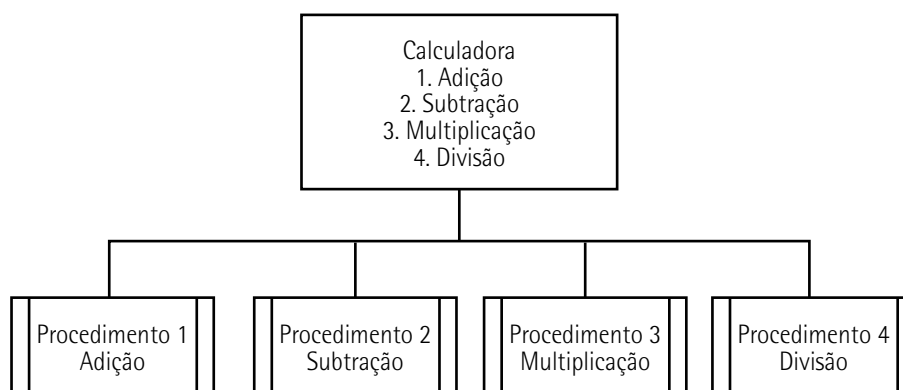 Calculadora
1. Adição
2. Subtração
3. Multiplicação
4. Divisão
Procedimento 1
Adição
Procedimento 2
Subtração
Procedimento 3
Multiplicação
Procedimento 4
Divisão